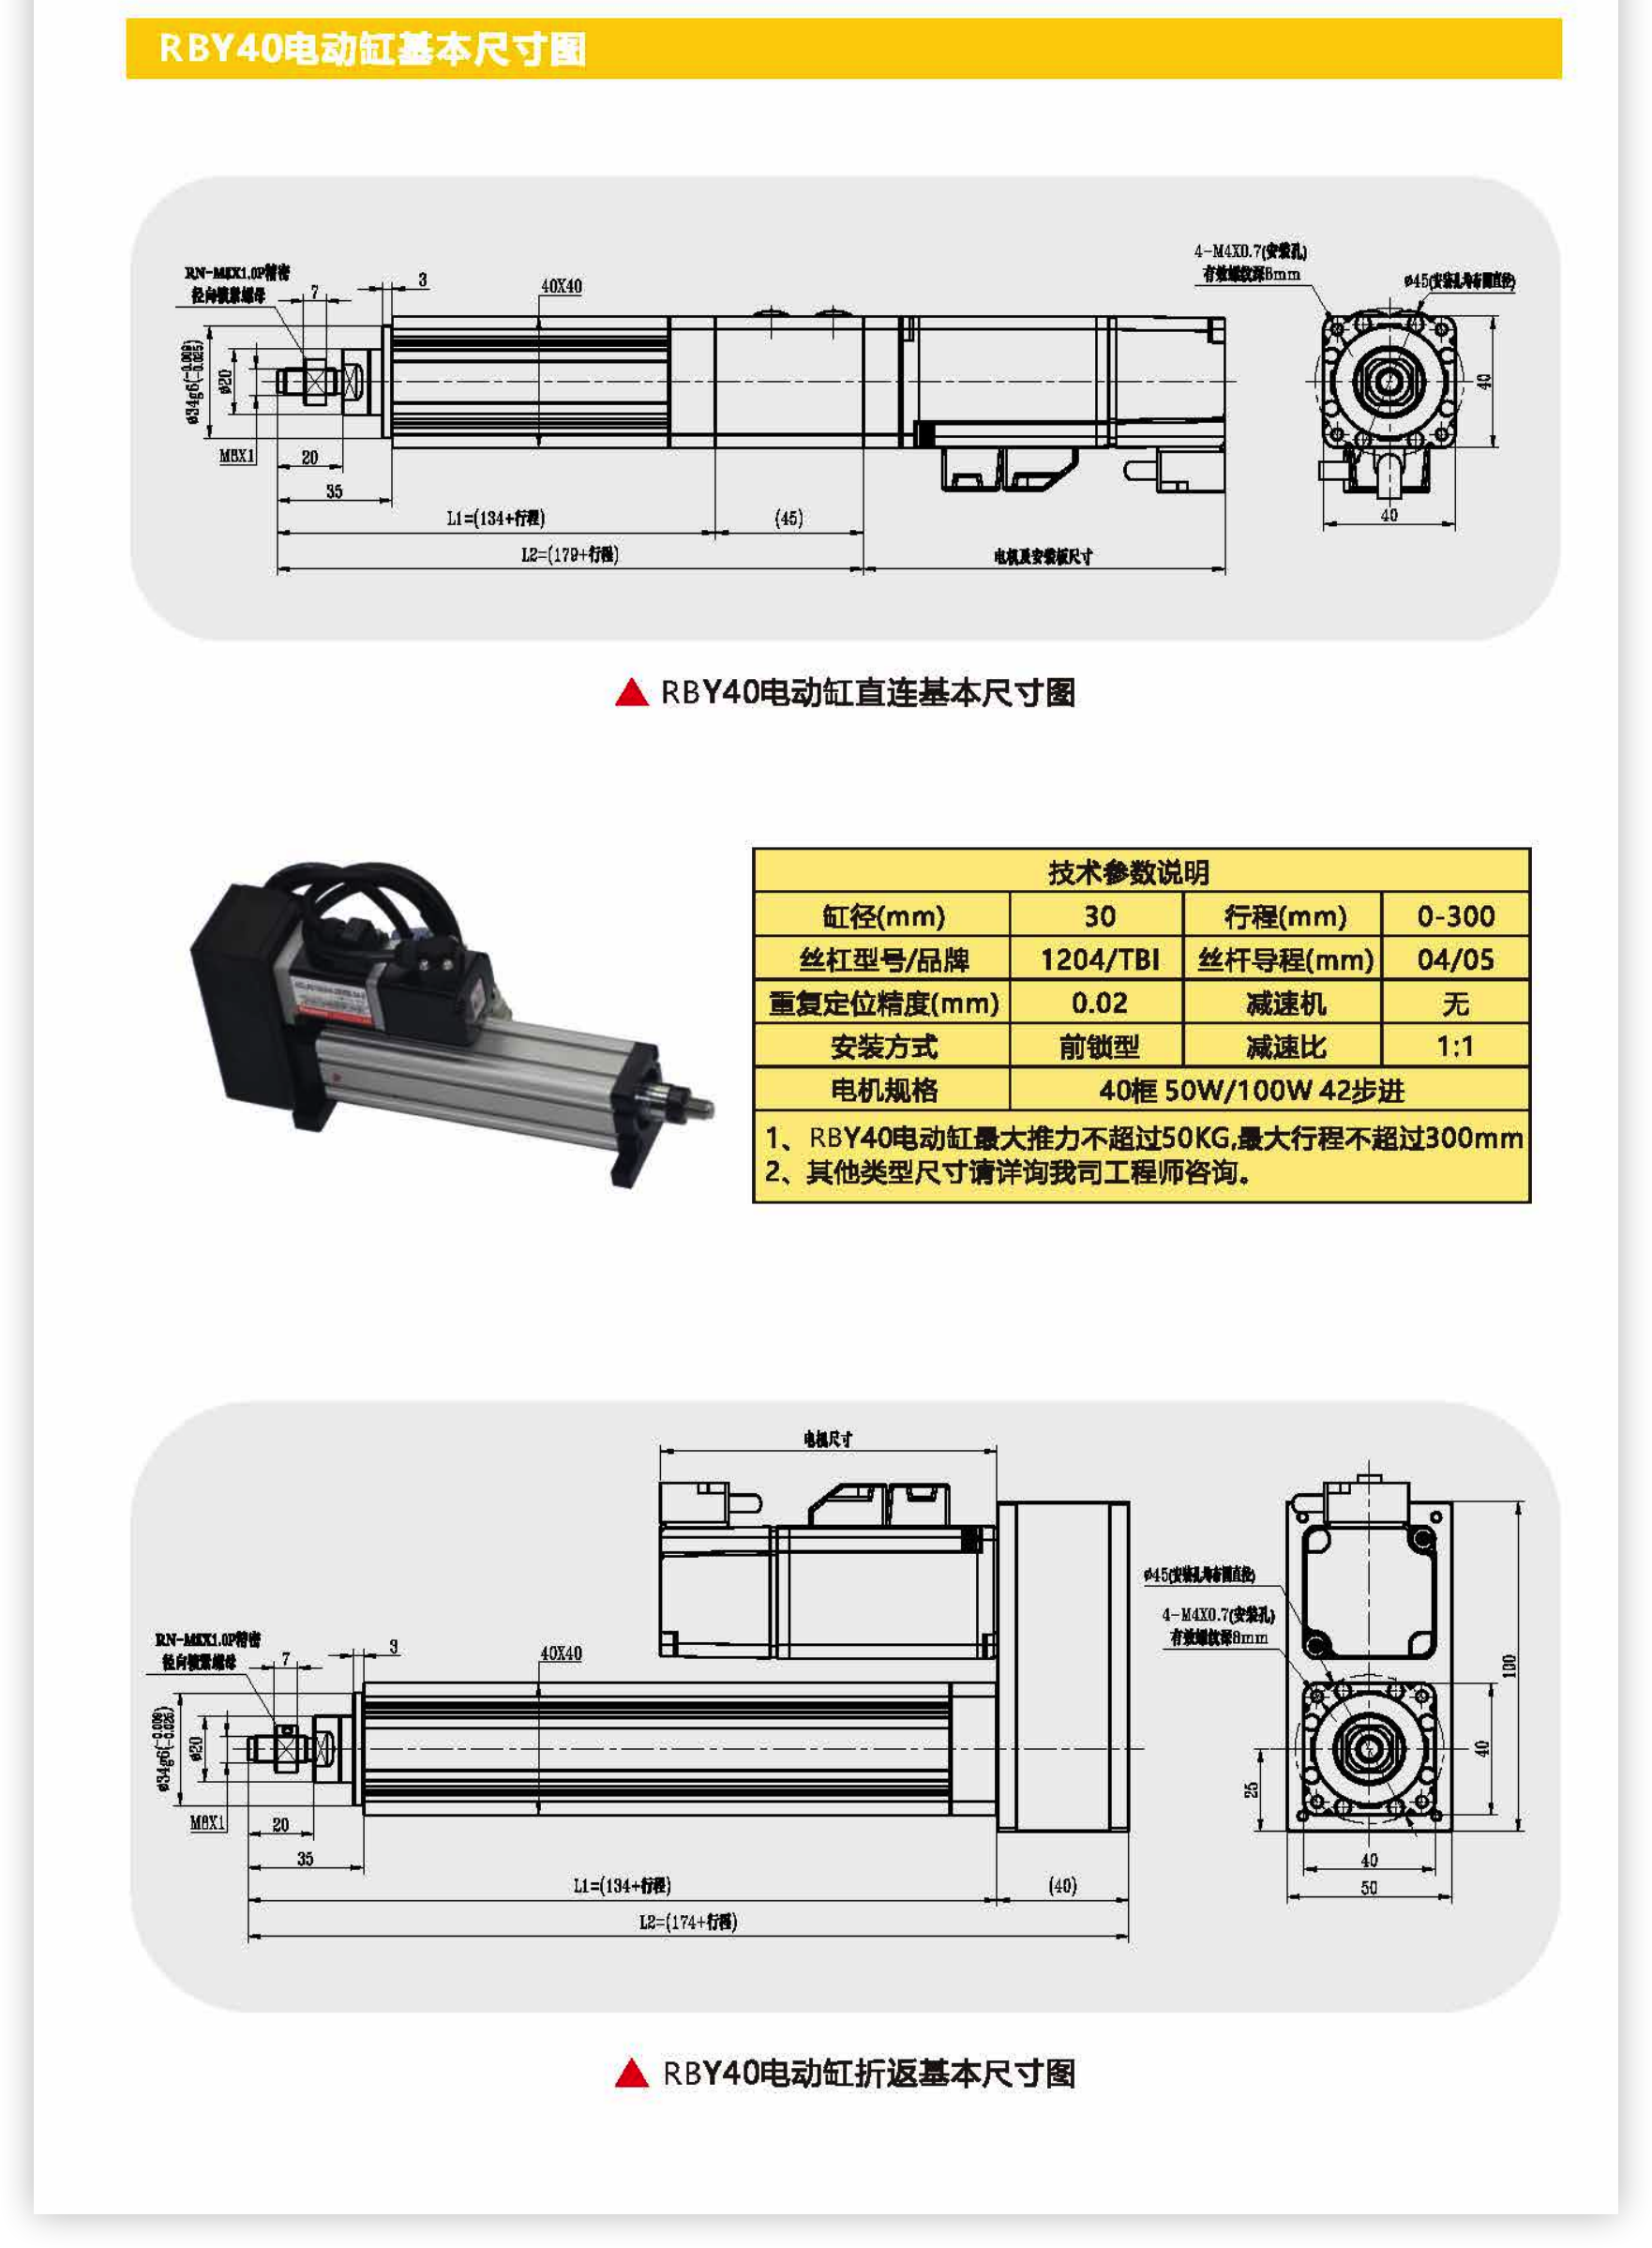 RBY40电动缸基本尺寸图
4-M4X0.7(安装孔)
有效螺纹深8mm
ø45(安装孔均布圆直径)
RN-M8X1.0P精密
径向锁紧螺母
7
3
40X40
ø34g6(-0.009 -0.025)
ø20
M8X1
20
35
40
40
L1=(134+行程)
(45)
L2=(179+行程)
电机及安装板尺寸
RBY40电动缸直连基本尺寸图
技术参数说明
缸径(mm) 30 行程(mm) 0-300
丝杠型号/品牌 1204/TBI 丝杆导程(mm) 04/05
重复定位精度(mm) 0.02 减速机 无
安装方式 前锁型 减速比 1:1
电机规格 40框 50W/100W 42步进
1、RBY40电动缸最大推力不超过50KG,最大行程不超过300mm
2、其他类型尺寸请详询我司工程师咨询。
电机尺寸
ø45(安装孔均布圆直径)
4-M4X0.7(安装孔)
有效螺纹深8mm
RN-M8X1.0P精密
径向锁紧螺母
7
3
40X40
100
ø34g6(-0.009 -0.025)
ø20
M8X1
20
35
40
25
40
50
L1=(134+行程)
(40)
L2=(174+行程)
RBY40电动缸折返基本尺寸图